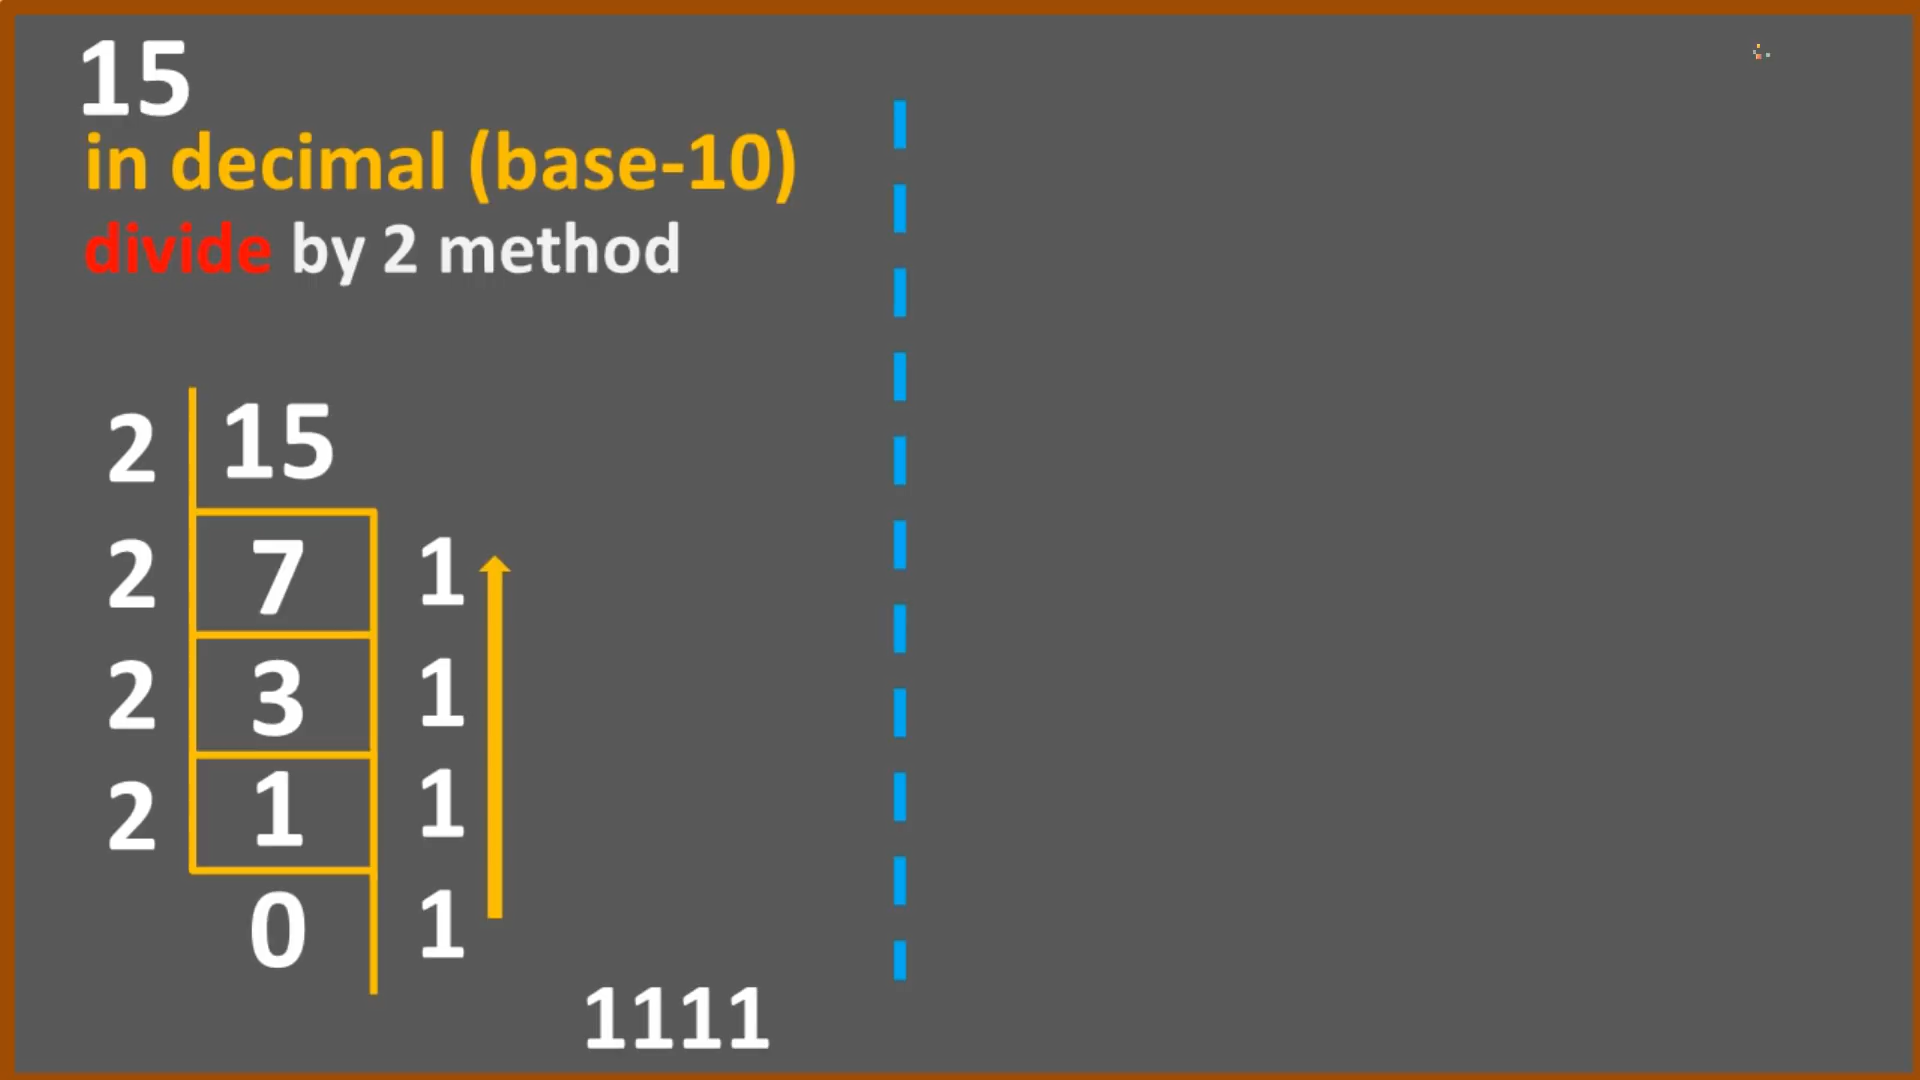 15
in decimal (base-10)
divide by 2 method
2 15
2 7 1
2 3 1
2 1 1
0 1
1111